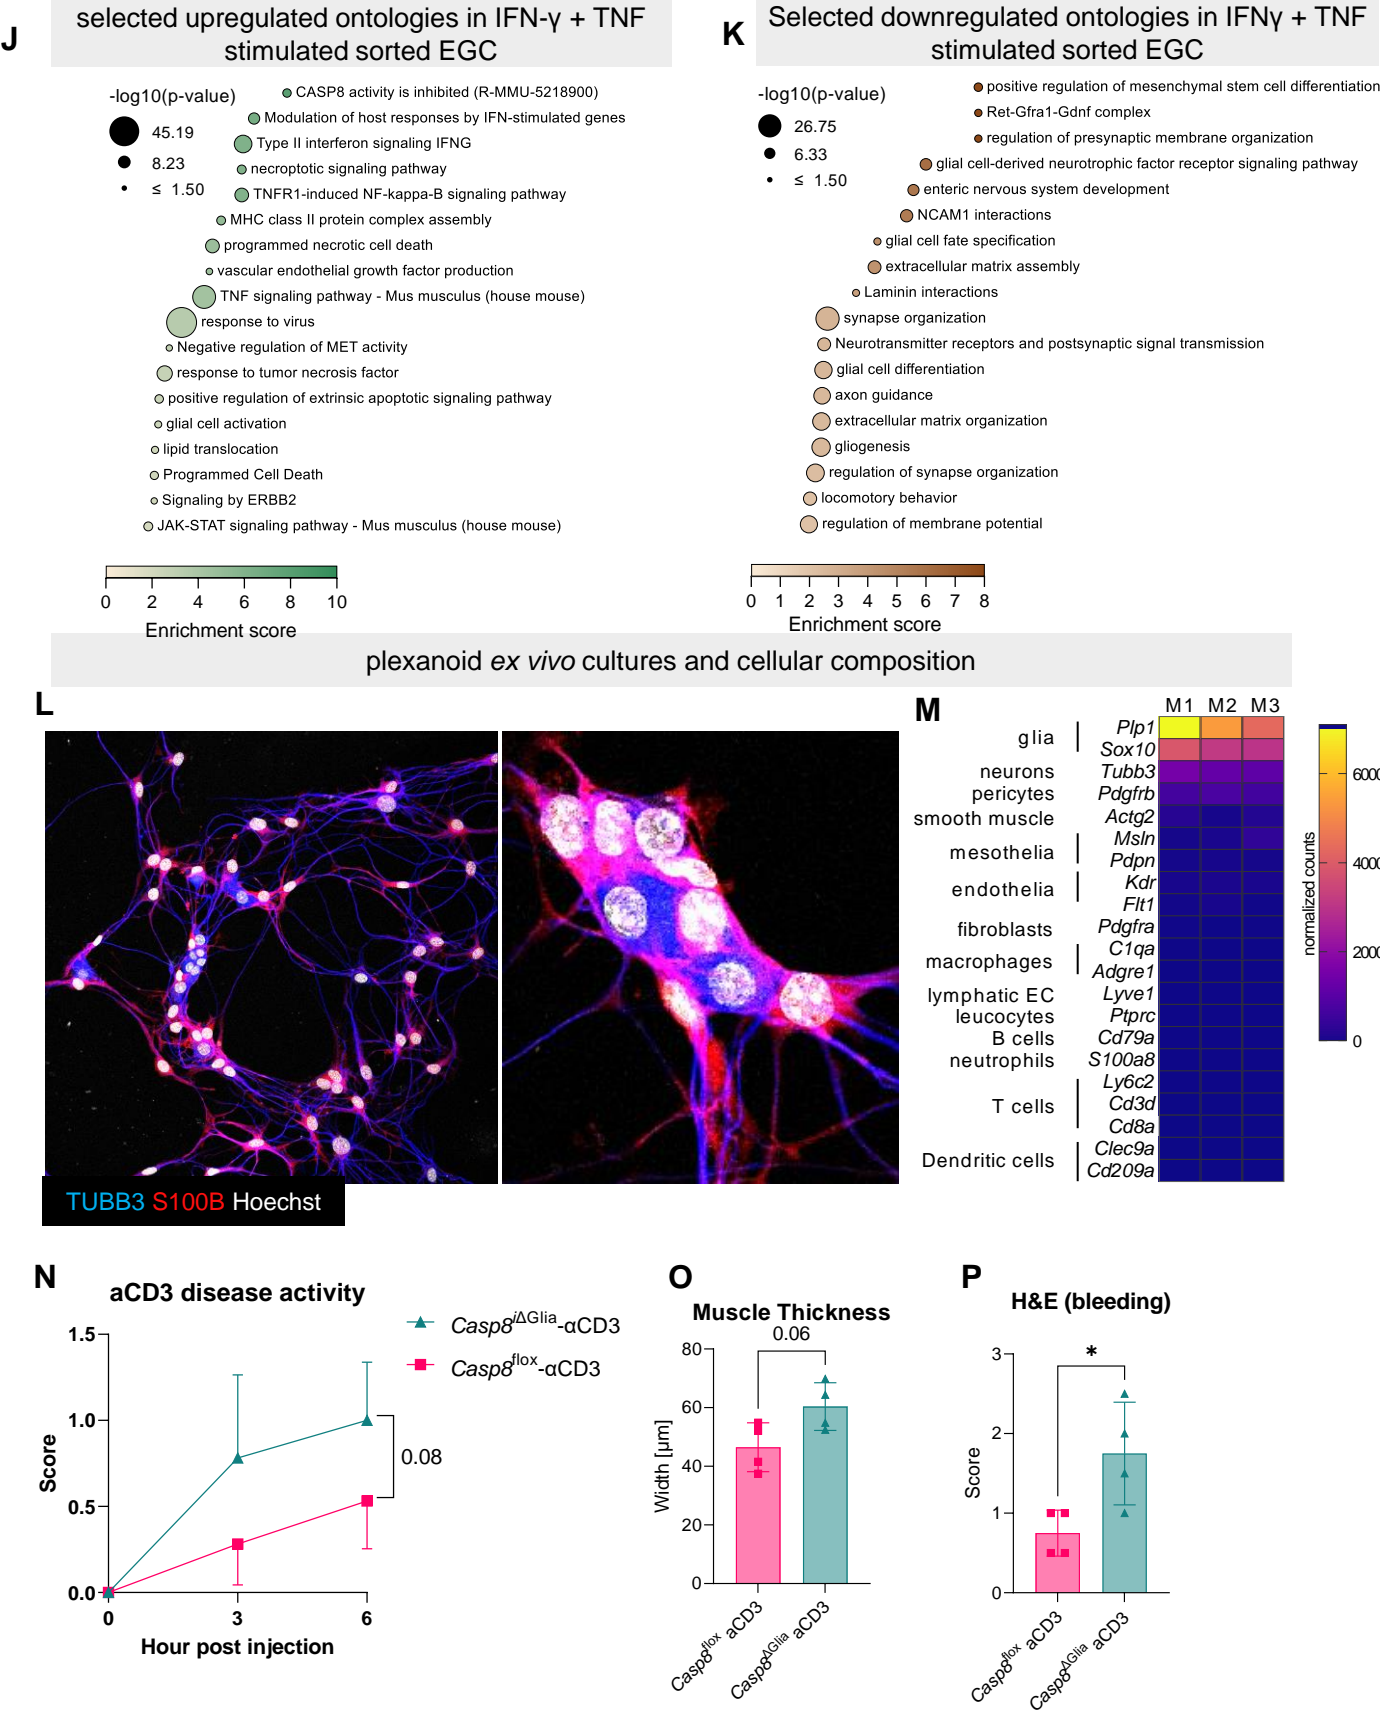 J
selected upregulated ontologies in IFN-γ + TNF
stimulated sorted EGC
-log10(p-value)
45.19
8.23
≤ 1.50
CASP8 activity is inhibited (R-MMU-5218900)
Modulation of host responses by IFN-stimulated genes
Type II interferon signaling IFNG
necroptotic signaling pathway
TNFR1-induced NF-kappa-B signaling pathway
MHC class II protein complex assembly
programmed necrotic cell death
vascular endothelial growth factor production
TNF signaling pathway - Mus musculus (house mouse)
response to virus
Negative regulation of MET activity
response to tumor necrosis factor
positive regulation of extrinsic apoptotic signaling pathway
glial cell activation
lipid translocation
Programmed Cell Death
Signaling by ERBB2
JAK-STAT signaling pathway - Mus musculus (house mouse)
0 2 4 6 8 10
Enrichment score
K
Selected downregulated ontologies in IFNγ + TNF
stimulated sorted EGC
-log10(p-value)
26.75
6.33
≤ 1.50
positive regulation of mesenchymal stem cell differentiation
Ret-Gfra1-Gdnf complex
regulation of presynaptic membrane organization
glial cell-derived neurotrophic factor receptor signaling pathway
enteric nervous system development
NCAM1 interactions
glial cell fate specification
extracellular matrix assembly
Laminin interactions
synapse organization
Neurotransmitter receptors and postsynaptic signal transmission
glial cell differentiation
axon guidance
extracellular matrix organization
gliogenesis
regulation of synapse organization
locomotory behavior
regulation of membrane potential
0 1 2 3 4 5 6 7 8
Enrichment score
plexanoid ex vivo cultures and cellular composition
L
TUBB3 S100B Hoechst
M
M1 M2 M3
glia
Plp1
Sox10
neurons Tubb3
pericytes Pdgfrb
smooth muscle Actg2
mesothelia
Msln
Pdpn
endothelia
Kdr
Flt1
fibroblasts Pdgfra
macrophages
C1qa
Adgre1
lymphatic EC Lyve1
leucocytes Ptprc
B cells Cd79a
neutrophils S100a8
T cells
Ly6c2
Cd3d
Cd8a
Dendritic cells
Clec9a
Cd209a
6000
4000
2000
0
normalized counts
N
aCD3 disease activity
Casp8iΔGlia-αCD3
Casp8flox-αCD3
1.5
1.0
0.5
0.0
Score
0.08
0 3 6
Hour post injection
O
Muscle Thickness
0.06
80
60
40
20
0
Width [µm]
Casp8flox aCD3
Casp8ΔGlia aCD3
P
H&E (bleeding)
*
3
2
1
0
Score
Casp8flox aCD3
Casp8ΔGlia aCD3